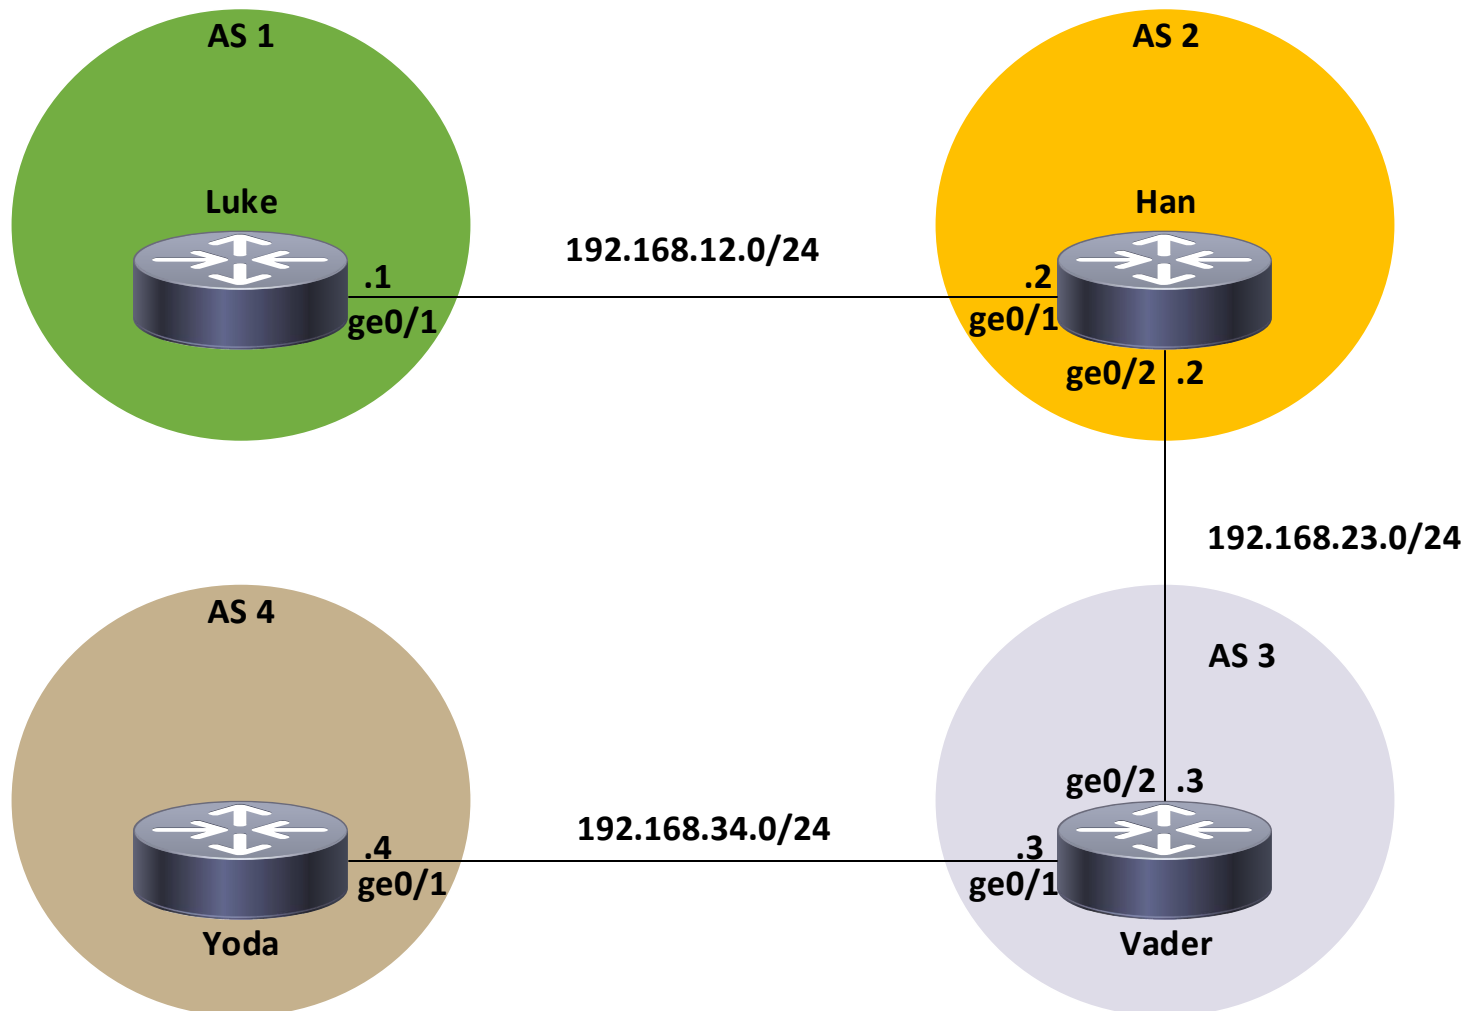 AS 1
AS 2
Luke
Han
192.168.12.0/24
.1
.2
ge0/1
ge0/1
ge0/2
.2
192.168.23.0/24
AS 4
AS 3
ge0/2
.3
192.168.34.0/24
.4
.3
ge0/1
ge0/1
Yoda
Vader